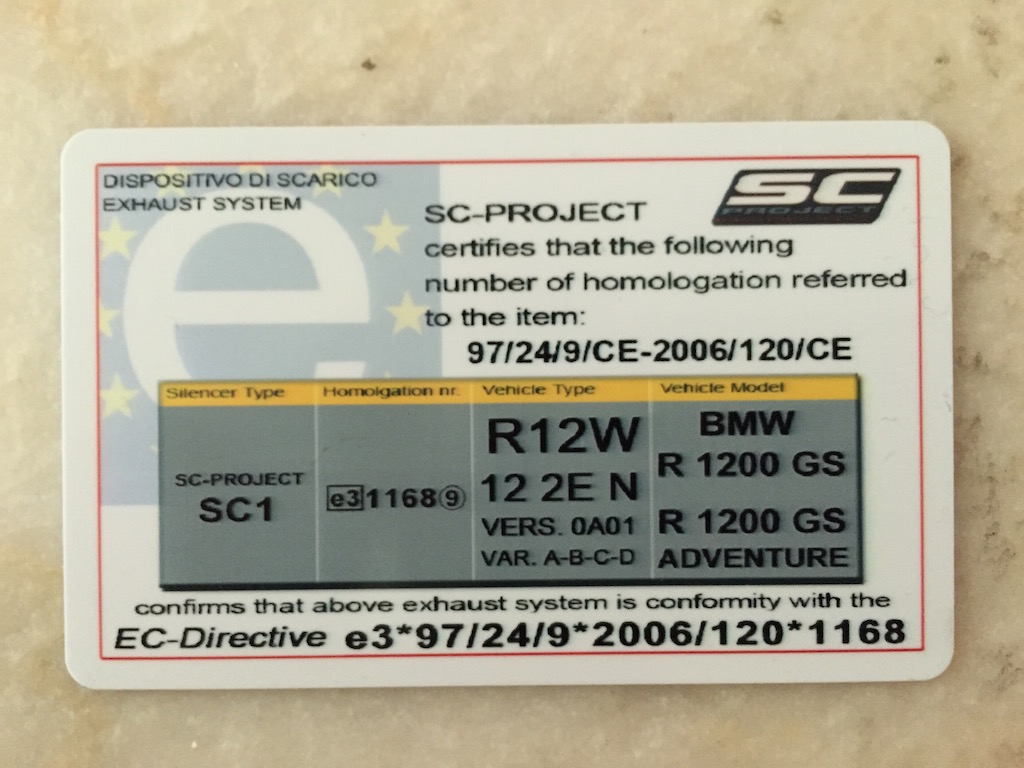 DISPOSITIVO DI SCARICO
EXHAUST SYSTEM
e
SC
PROJECT
SC-PROJECT
certifies that the following
number of homologation referred
to the item:
97/24/9/CE-2006/120/CE
Silencer Type Homolgation nr. Vehicle Type Vehicle Model
SC-PROJECT
SC1
e3 1168 9
R12W
12 2E N
VERS. 0A01
VAR. A-B-C-D
BMW
R 1200 GS
R 1200 GS
ADVENTURE
confirms that above exhaust system is conformity with the
EC-Directive e3*97/24/9*2006/120*1168